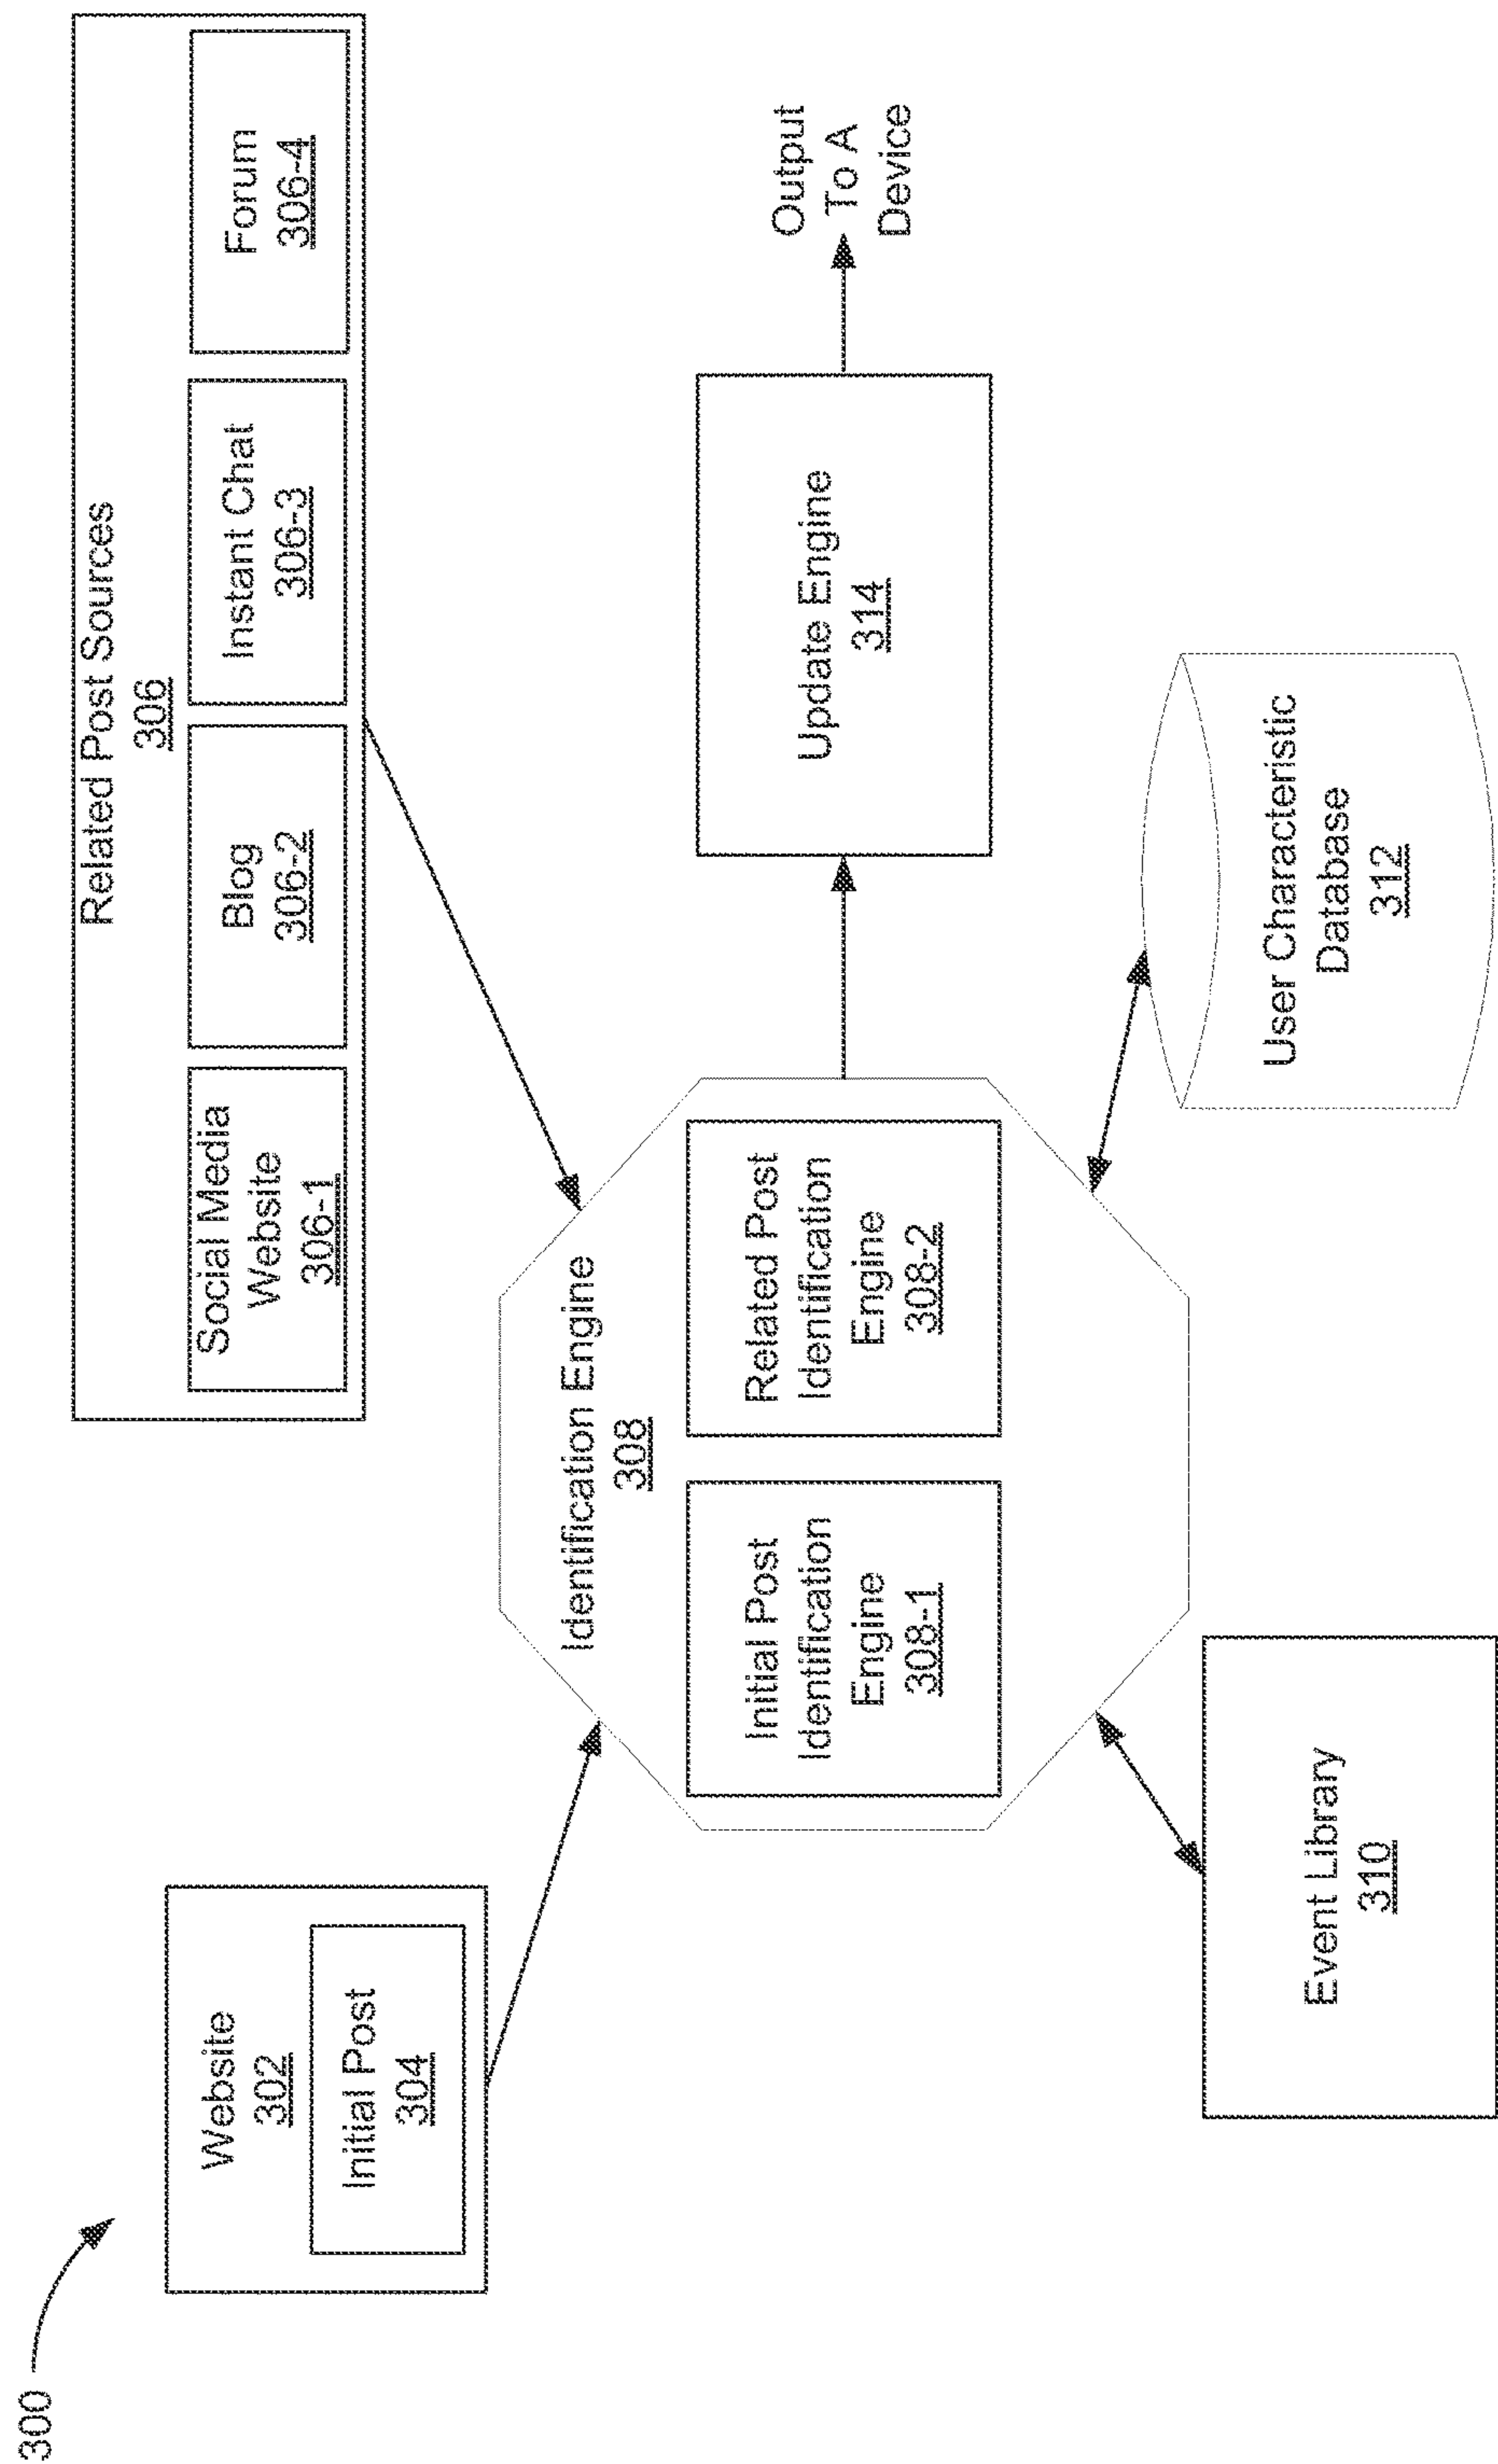 300
Website
302
Initial Post
304
Related Post Sources
306
Social Media
Website
306-1
Blog
306-2
Instant Chat
306-3
Forum
306-4
Identification Engine
308
Initial Post
Identification
Engine
308-1
Related Post
Identification
Engine
308-2
Update Engine
314
Output
To A
Device
Event Library
310
User Characteristic
Database
312